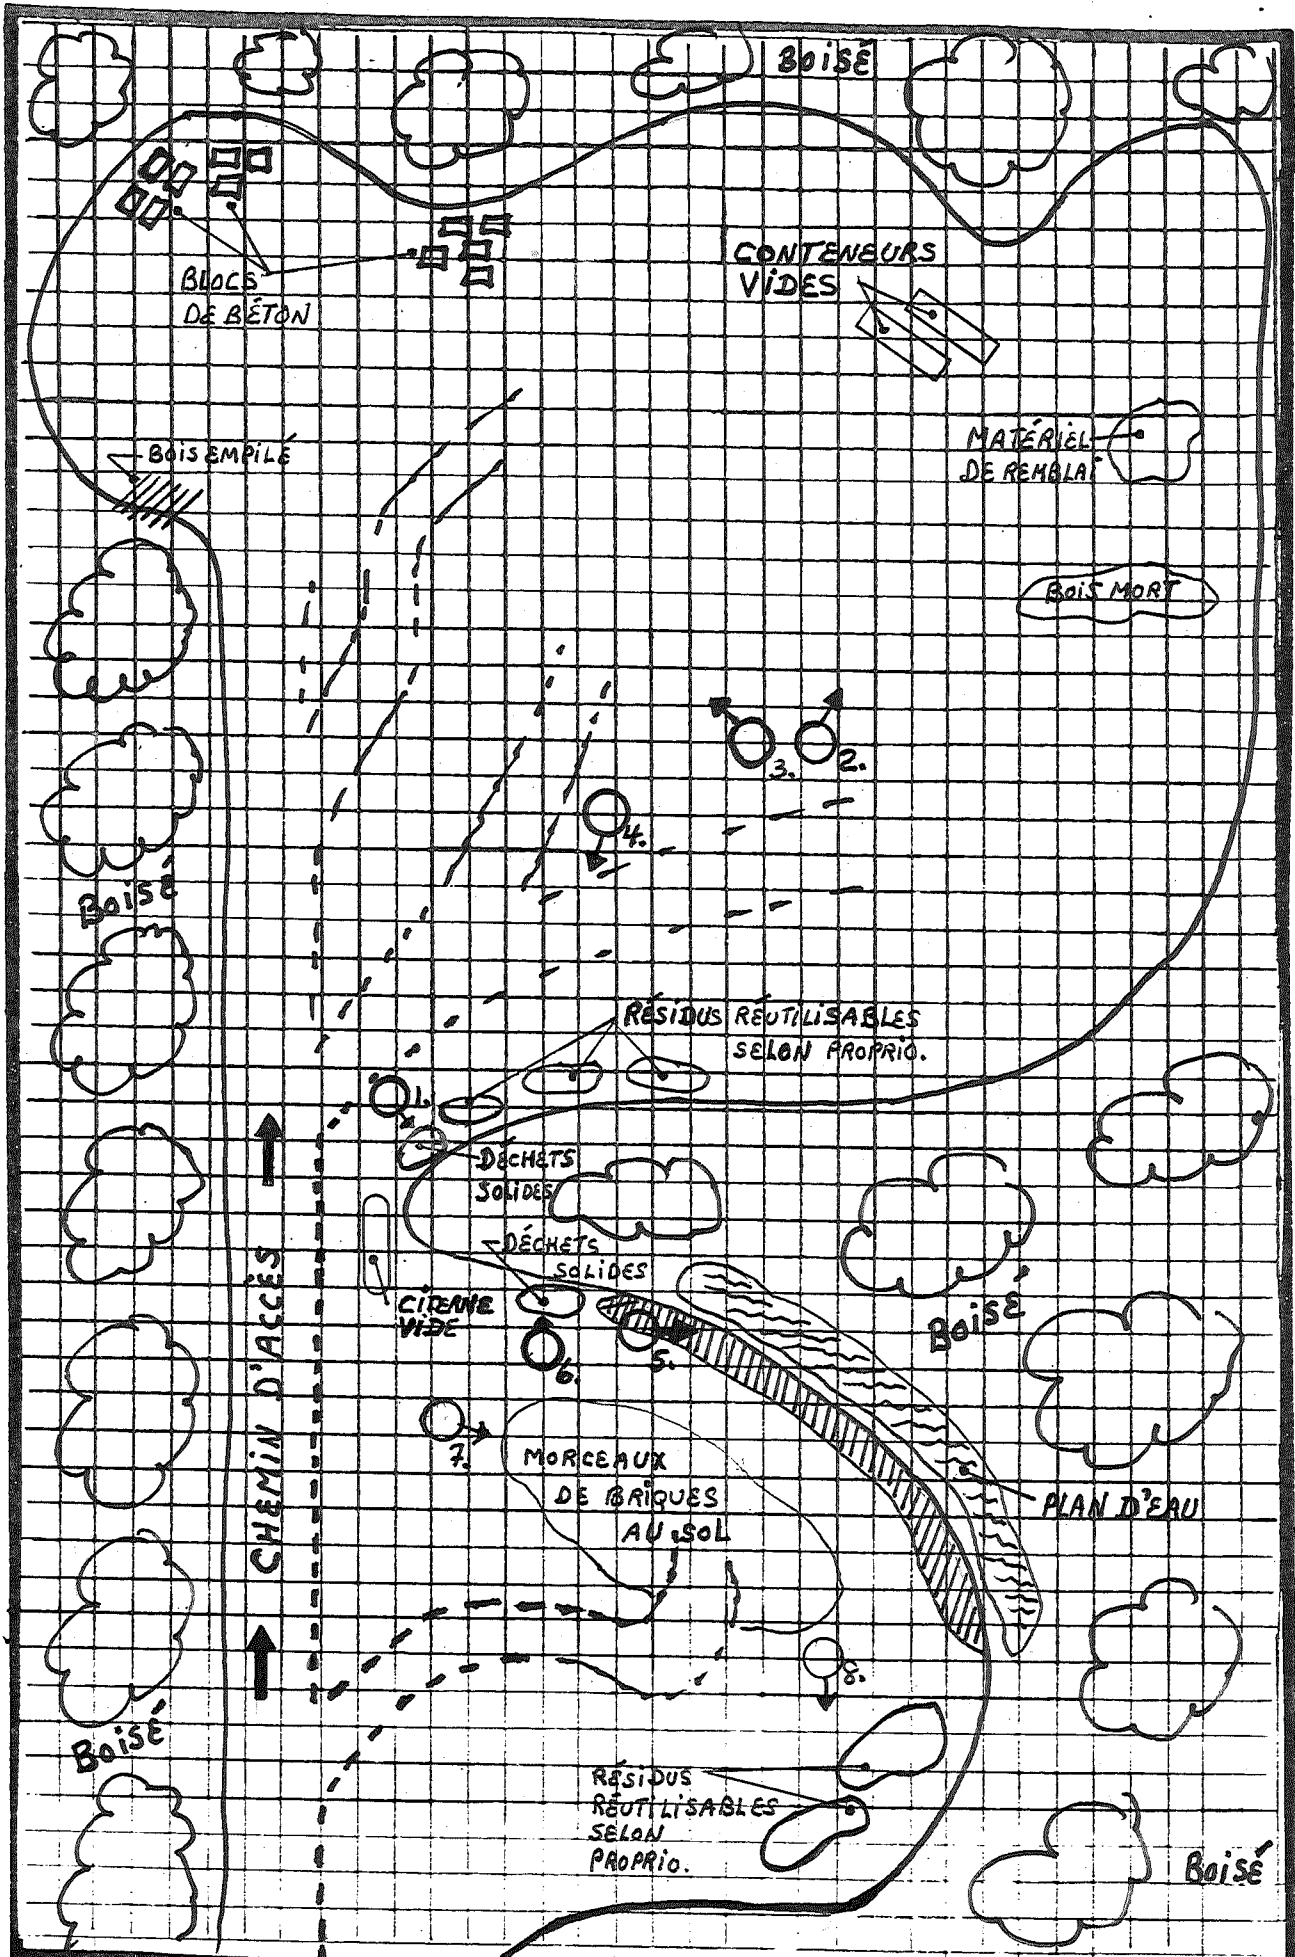 BOISÉ
CONTENEURS
VIDES
BLOCS
DE BÉTON
MATÉRIEL
DE REMBLAI
BOIS EMPILÉ
BOIS MORT
3.
2.
4.
BOISÉ
RÉSIDUS RÉUTILISABLES
SELON PROPRIO.
1.
DÉCHETS
SOLIDES
DÉCHETS
SOLIDES
CITERNE
VIDE
BOISÉ
5.
6.
7.
CHEMIN D'ACCÈS
MORCEAUX
DE BRIQUES
AU SOL
PLAN D'EAU
8.
BOISÉ
RÉSIDUS
RÉUTILISABLES
SELON
PROPRIO.
BOISÉ